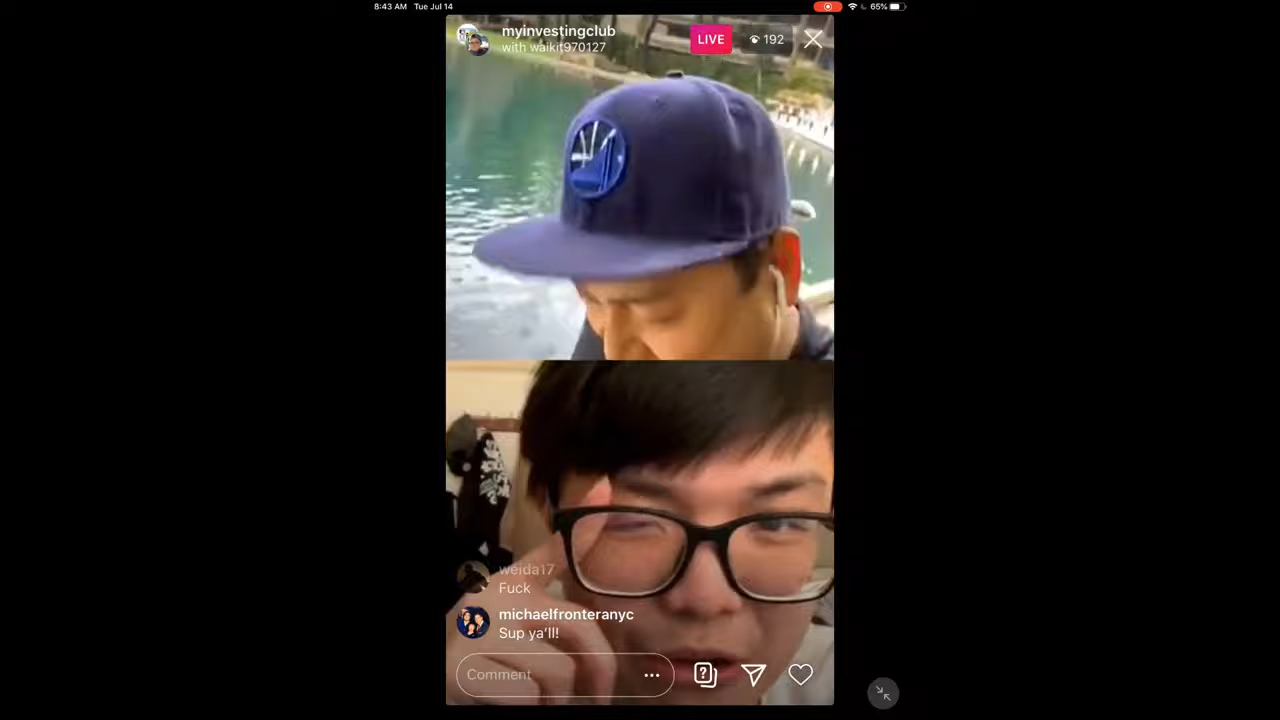 8:43 AM Tue Jul 14
65%
myinvestingclub
with waikit970127
LIVE
192
weida17
Fuck
michaelfronteranyc
Sup ya'll!
Comment